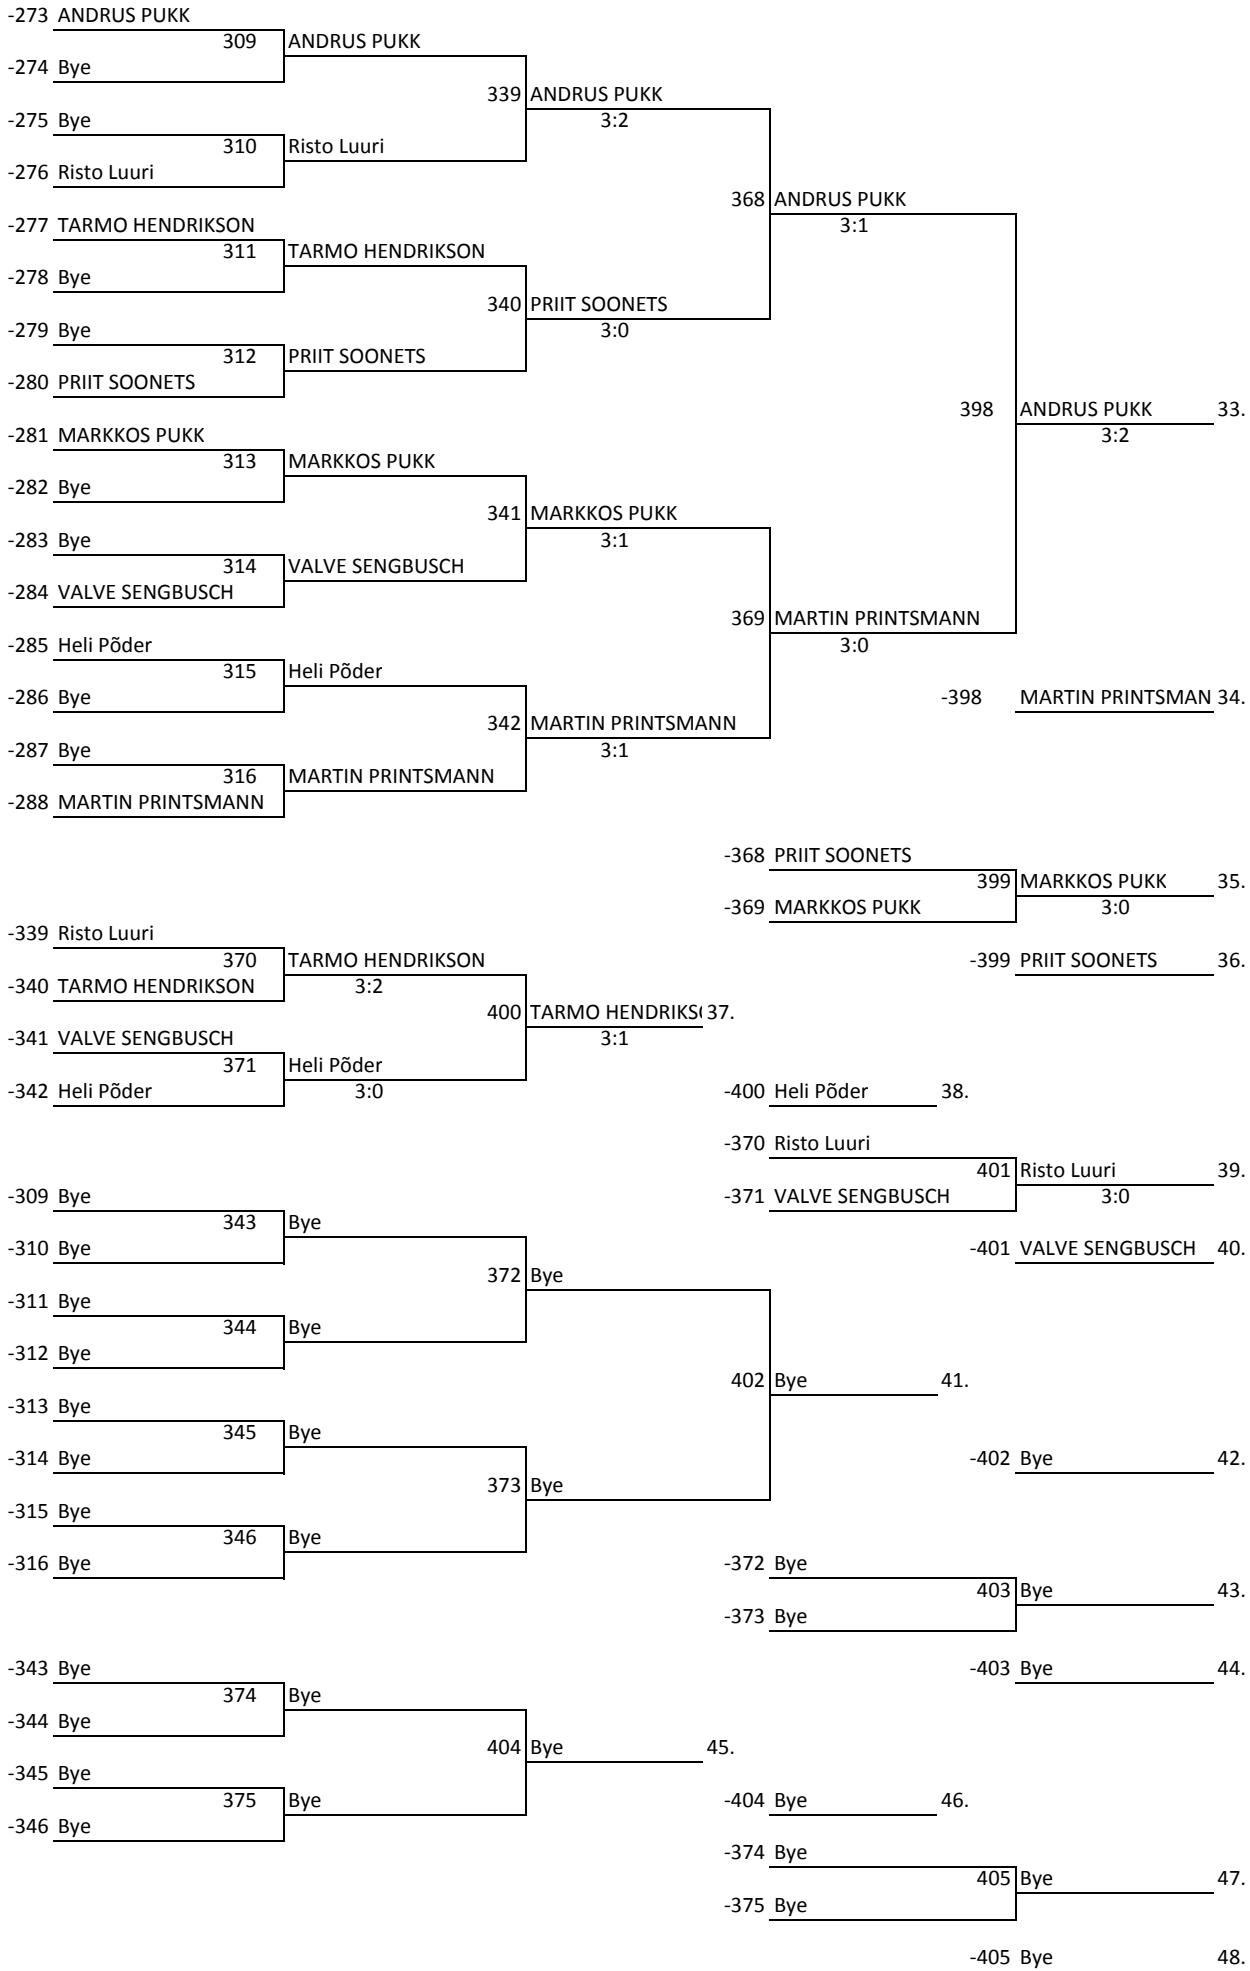 -273 ANDRUS PUKK
309 ANDRUS PUKK
-274 Bye
339 ANDRUS PUKK
-275 Bye 3:2
310 Risto Luuri
-276 Risto Luuri
368 ANDRUS PUKK
-277 TARMO HENDRIKSON 3:1
311 TARMO HENDRIKSON
-278 Bye
340 PRIIT SOONETS
-279 Bye 3:0
312 PRIIT SOONETS
-280 PRIIT SOONETS
398 ANDRUS PUKK 33.
-281 MARKKOS PUKK 3:2
313 MARKKOS PUKK
-282 Bye
341 MARKKOS PUKK
-283 Bye 3:1
314 VALVE SENGBUSCH
-284 VALVE SENGBUSCH
369 MARTIN PRINTSMANN
-285 Heli Põder 3:0
315 Heli Põder
-286 Bye -398 MARTIN PRINTSMAN 34.
342 MARTIN PRINTSMANN
-287 Bye 3:1
316 MARTIN PRINTSMANN
-288 MARTIN PRINTSMANN
-368 PRIIT SOONETS
399 MARKKOS PUKK 35.
-369 MARKKOS PUKK 3:0
-339 Risto Luuri
370 TARMO HENDRIKSON -399 PRIIT SOONETS 36.
-340 TARMO HENDRIKSON 3:2
400 TARMO HENDRIKS( 37.
-341 VALVE SENGBUSCH 3:1
371 Heli Põder
-342 Heli Põder 3:0 -400 Heli Põder 38.
-370 Risto Luuri
401 Risto Luuri 39.
-309 Bye -371 VALVE SENGBUSCH 3:0
343 Bye
-310 Bye -401 VALVE SENGBUSCH 40.
372 Bye
-311 Bye
344 Bye
-312 Bye
402 Bye 41.
-313 Bye
345 Bye
-314 Bye -402 Bye 42.
373 Bye
-315 Bye
346 Bye
-316 Bye -372 Bye
403 Bye 43.
-373 Bye
-343 Bye -403 Bye 44.
374 Bye
-344 Bye
404 Bye 45.
-345 Bye
375 Bye -404 Bye 46.
-346 Bye
-374 Bye
405 Bye 47.
-375 Bye
-405 Bye 48.